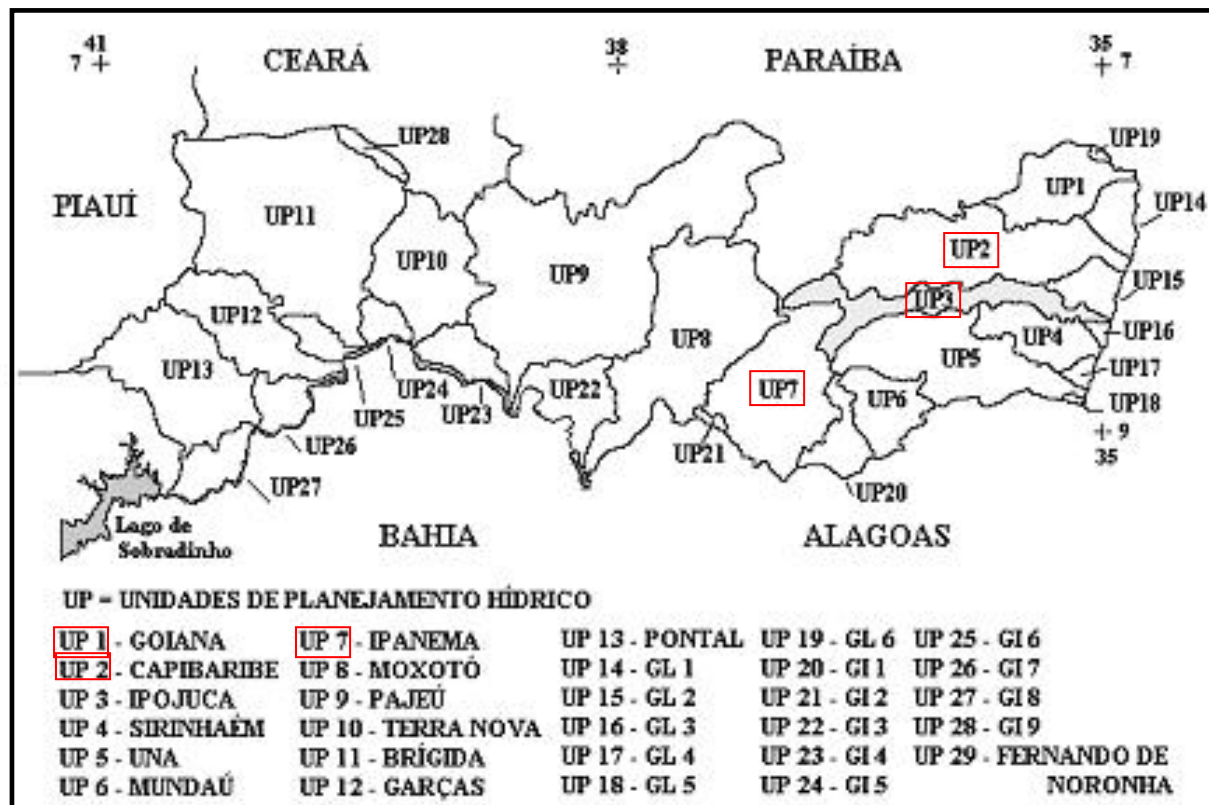 41 38 35
7 CEARÁ PARAÍBA 7
UP28 UP19
UP1
PIAUÍ UP11 UP14
UP10 UP9 UP2
UP15
UP3
UP12 UP8 UP4 UP16
UP13 UP5
UP24 UP22 UP7 UP6 UP17
UP25 UP23 UP18
UP26 9
UP21 35
UP27 UP20
Lago de
Sobradinho
BAHIA ALAGOAS
UP = UNIDADES DE PLANEJAMENTO HÍDRICO
UP 1 - GOIANA UP 7 - IPANEMA UP 13 - PONTAL UP 19 - GL 6 UP 25 - GI 6
UP 2 - CAPIBARIBE UP 8 - MOXOTÓ UP 14 - GL 1 UP 20 - GI 1 UP 26 - GI 7
UP 3 - IPOJUCA UP 9 - PAJEÚ UP 15 - GL 2 UP 21 - GI 2 UP 27 - GI 8
UP 4 - SIRINHAÉM UP 10 - TERRA NOVA UP 16 - GL 3 UP 22 - GI 3 UP 28 - GI 9
UP 5 - UNA UP 11 - BRÍGIDA UP 17 - GL 4 UP 23 - GI 4 UP 29 - FERNANDO DE
UP 6 - MUNDAÚ UP 12 - GARÇAS UP 18 - GL 5 UP 24 - GI 5 NORONHA